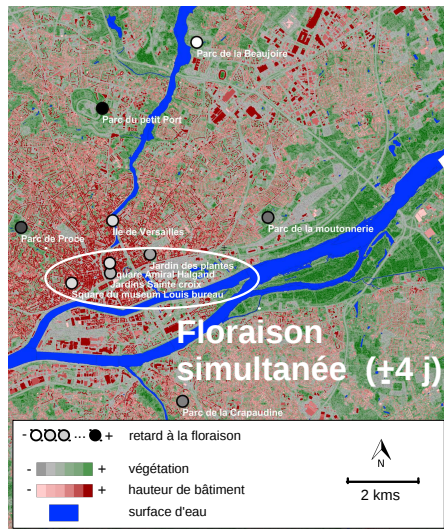 Parc de la Beaujoire
Parc du petit Port
Ile de Versailles
Parc de la moutonnerie
Parc de Proce
Jardin des plantes
Square Amiral Halgand
Jardins Sainte croix
Square du museum Louis bureau
Floraison
simultanée (±4 j)
Parc de la Crapaudine
- ... + retard à la floraison
- + végétation
- + hauteur de bâtiment
surface d'eau
N
2 kms